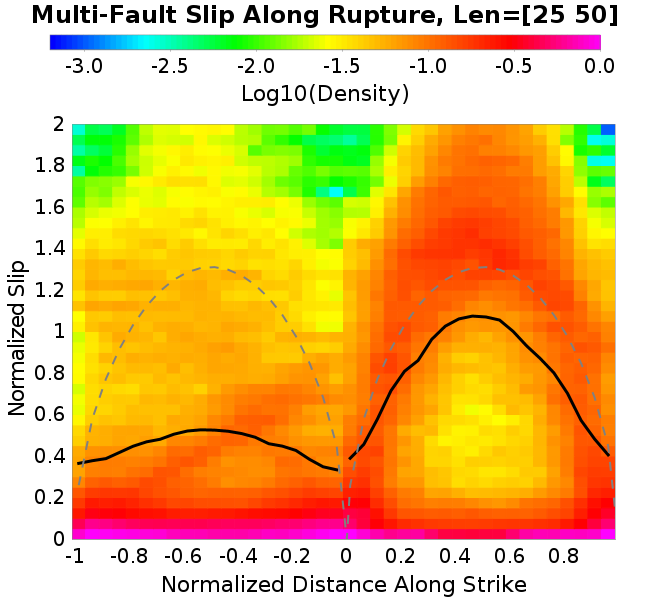 Multi-Fault Slip Along Rupture, Len=[25 50]
-3.0 -2.5 -2.0 -1.5 -1.0 -0.5 0.0
Log10(Density)
2
1.8
1.6
1.4
1.2
1
0.8
0.6
0.4
0.2
0
Normalized Slip
-1 -0.8 -0.6 -0.4 -0.2 0 0.2 0.4 0.6 0.8
Normalized Distance Along Strike